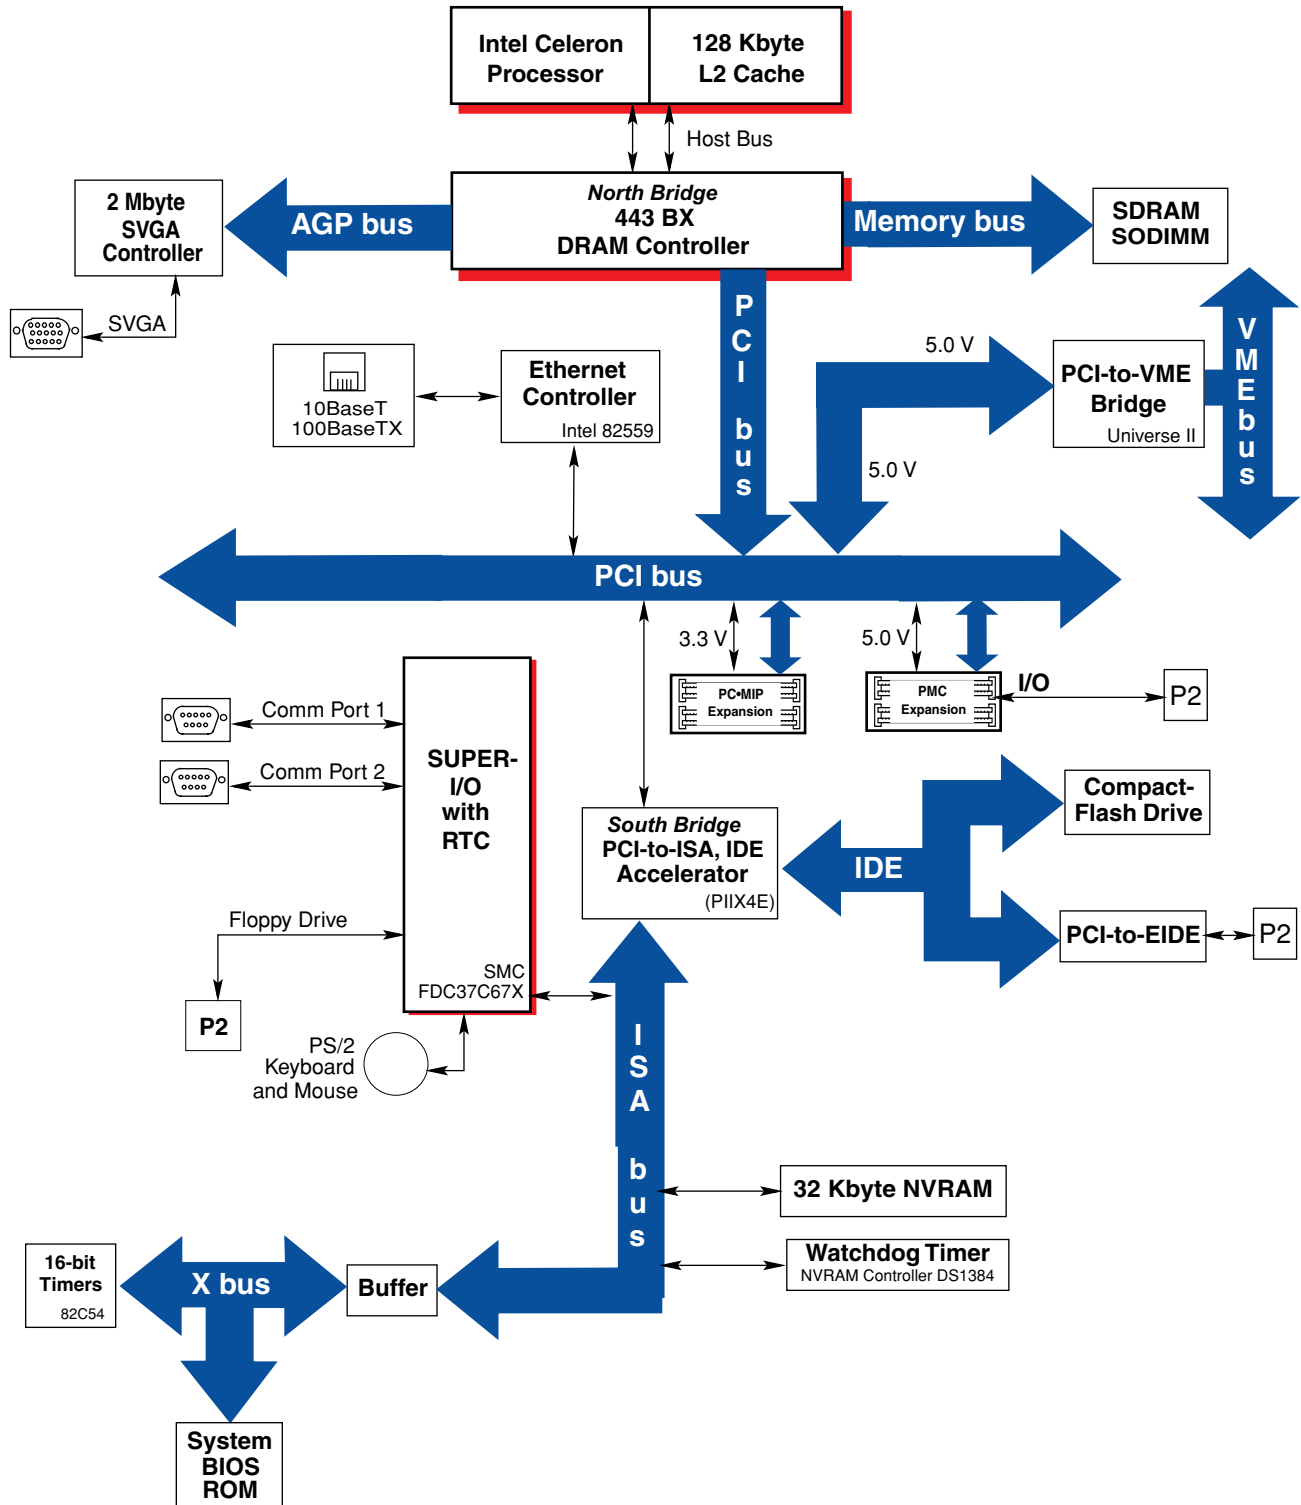 Intel Celeron
Processor
128 Kbyte
L2 Cache
Host Bus
2 Mbyte
SVGA
Controller
AGP bus
North Bridge
443 BX
DRAM Controller
Memory bus
SDRAM
SODIMM
SVGA
PCI bus
VMEbus
5.0 V
10BaseT
100BaseTX
Ethernet
Controller
Intel 82559
PCI-to-VME
Bridge
Universe II
5.0 V
PCI bus
3.3 V
5.0 V
PC•MIP
Expansion
PMC
Expansion
I/O
P2
Comm Port 1
Comm Port 2
SUPER-
I/O
with
RTC
SMC
FDC37C67X
Floppy Drive
P2
PS/2
Keyboard
and Mouse
South Bridge
PCI-to-ISA, IDE
Accelerator
(PIIX4E)
IDE
Compact-
Flash Drive
PCI-to-EIDE
P2
ISA bus
32 Kbyte NVRAM
Watchdog Timer
NVRAM Controller DS1384
16-bit
Timers
82C54
X bus
Buffer
System
BIOS
ROM